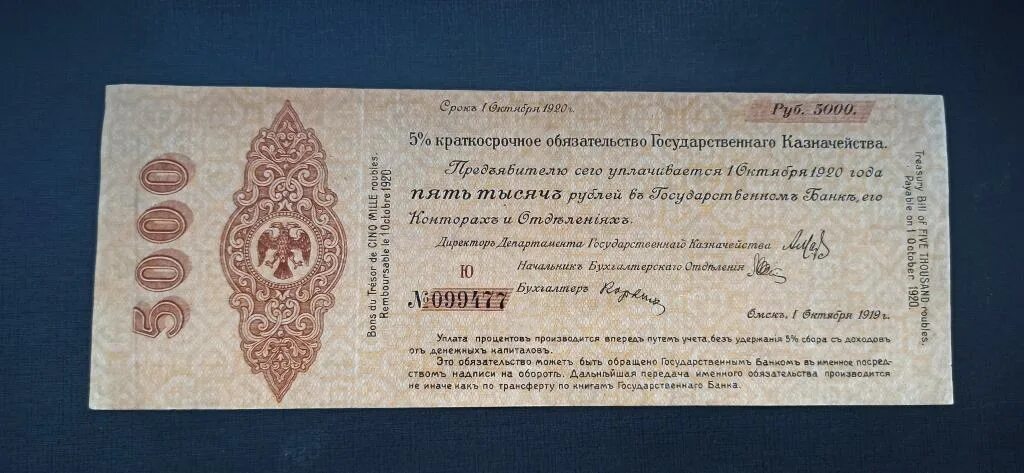 5000
Bons du Trésor de CINQ MILLE roubles.
Remboursable le 1 Octobre 1920
Срокъ 1 Октября 1920 г.
Руб. 5000.
5% краткосрочное обязательство Государственнаго Казначейства.
Предъявителю сего уплачивается 1 Октября 1920 года
пять тысячъ рублей въ Государственномъ Банкѣ, его
Конторахъ и Отдѣленіяхъ.
Директоръ Департамента Государственнаго Казначейства
Начальникъ Бухгалтерскаго Отдѣленія
Ю
Бухгалтеръ
№ 099477
Омскъ, 1 Октября 1919 г.
Уплата процентовъ производится впередъ путемъ учета, безъ удержанія 5% сбора съ доходовъ
отъ денежныхъ капиталовъ.
Это обязательство можетъ быть обращено Государственнымъ Банкомъ въ именное посред-
ствомъ надписи на оборотѣ. Дальнѣйшая передача именного обязательства производится
не иначе какъ по трансферту по книгамъ Государственнаго Банка.
Treasury Bill of FIVE THOUSAND roubles.
Payable on 1 October 1920.